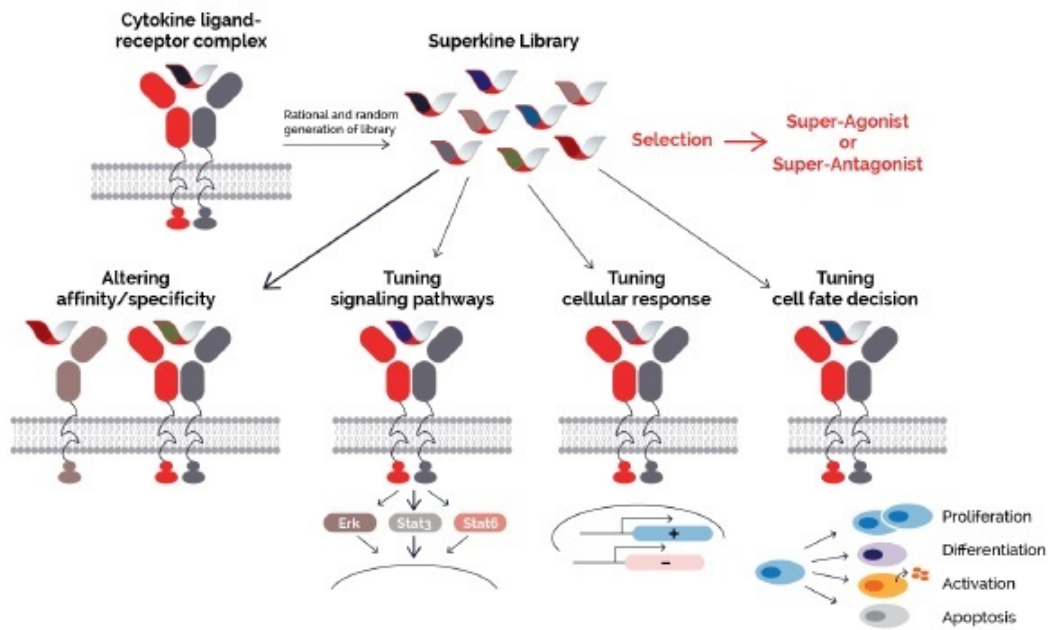 Cytokine ligand-
receptor complex
Superkine Library
Rational and random
generation of library
Selection
Super-Agonist
or
Super-Antagonist
Altering
affinity/specificity
Tuning
signaling pathways
Tuning
cellular response
Tuning
cell fate decision
Erk
Stat3
Stat6
+
-
Proliferation
Differentiation
Activation
Apoptosis